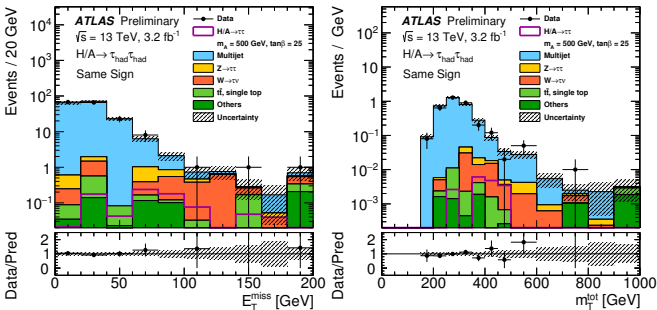 Events / 20 GeV
10³
10²
10
1
10⁻¹
ATLAS Preliminary
√s = 13 TeV, 3.2 fb⁻¹
H/A→ τhadτhad
Same Sign
Data
H/A→ττ
mA = 500 GeV, tanβ = 25
Multijet
Z→ττ
W→τν
tt̄, single top
Others
Uncertainty
Data/Pred
2
1
0
0 50 100 150 200
E_T^miss [GeV]
Events / GeV
10³
10²
10
1
10⁻¹
10⁻²
10⁻³
ATLAS Preliminary
√s = 13 TeV, 3.2 fb⁻¹
H/A→ τhadτhad
Same Sign
Data
H/A→ττ
mA = 500 GeV, tanβ = 25
Multijet
Z→ττ
W→τν
tt̄, single top
Others
Uncertainty
Data/Pred
2
1
0
0 200 400 600 800 1000
m_T^tot [GeV]